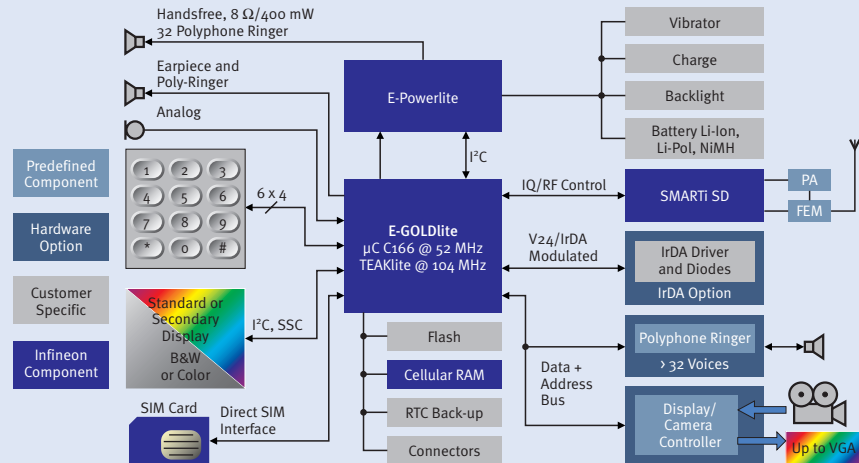 Handsfree, 8 Ω/400 mW
32 Polyphone Ringer
Earpiece and
Poly-Ringer
Analog
E-Powerlite
I²C
Vibrator
Charge
Backlight
Battery Li-Ion,
Li-Pol, NiMH
Predefined
Component
Hardware
Option
Customer
Specific
Infineon
Component
1 2 3
4 5 6
7 8 9
* 0 #
6 x 4
E-GOLDlite
µC C166 @ 52 MHz
TEAKlite @ 104 MHz
IQ/RF Control
SMARTi SD
PA
FEM
V24/IrDA
Modulated
IrDA Driver
and Diodes
IrDA Option
Standard or
Secondary
Display
B&W
or Color
I²C, SSC
Flash
Cellular RAM
RTC Back-up
Connectors
Data +
Address
Bus
Polyphone Ringer
> 32 Voices
Display/
Camera
Controller
Up to VGA
SIM Card
Direct SIM
Interface